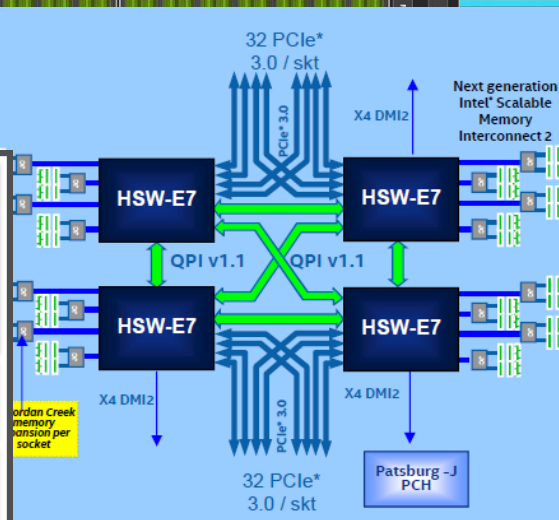 32 PCIe*
3.0 / skt
PCIe* 3.0
X4 DMI2
Next generation
Intel® Scalable
Memory
Interconnect 2
HSW-E7
HSW-E7
QPI v1.1
QPI v1.1
HSW-E7
HSW-E7
X4 DMI2
PCIe* 3.0
X4 DMI2
ordan Creek
memory
pansion per
socket
32 PCIe*
3.0 / skt
Patsburg -J
PCH